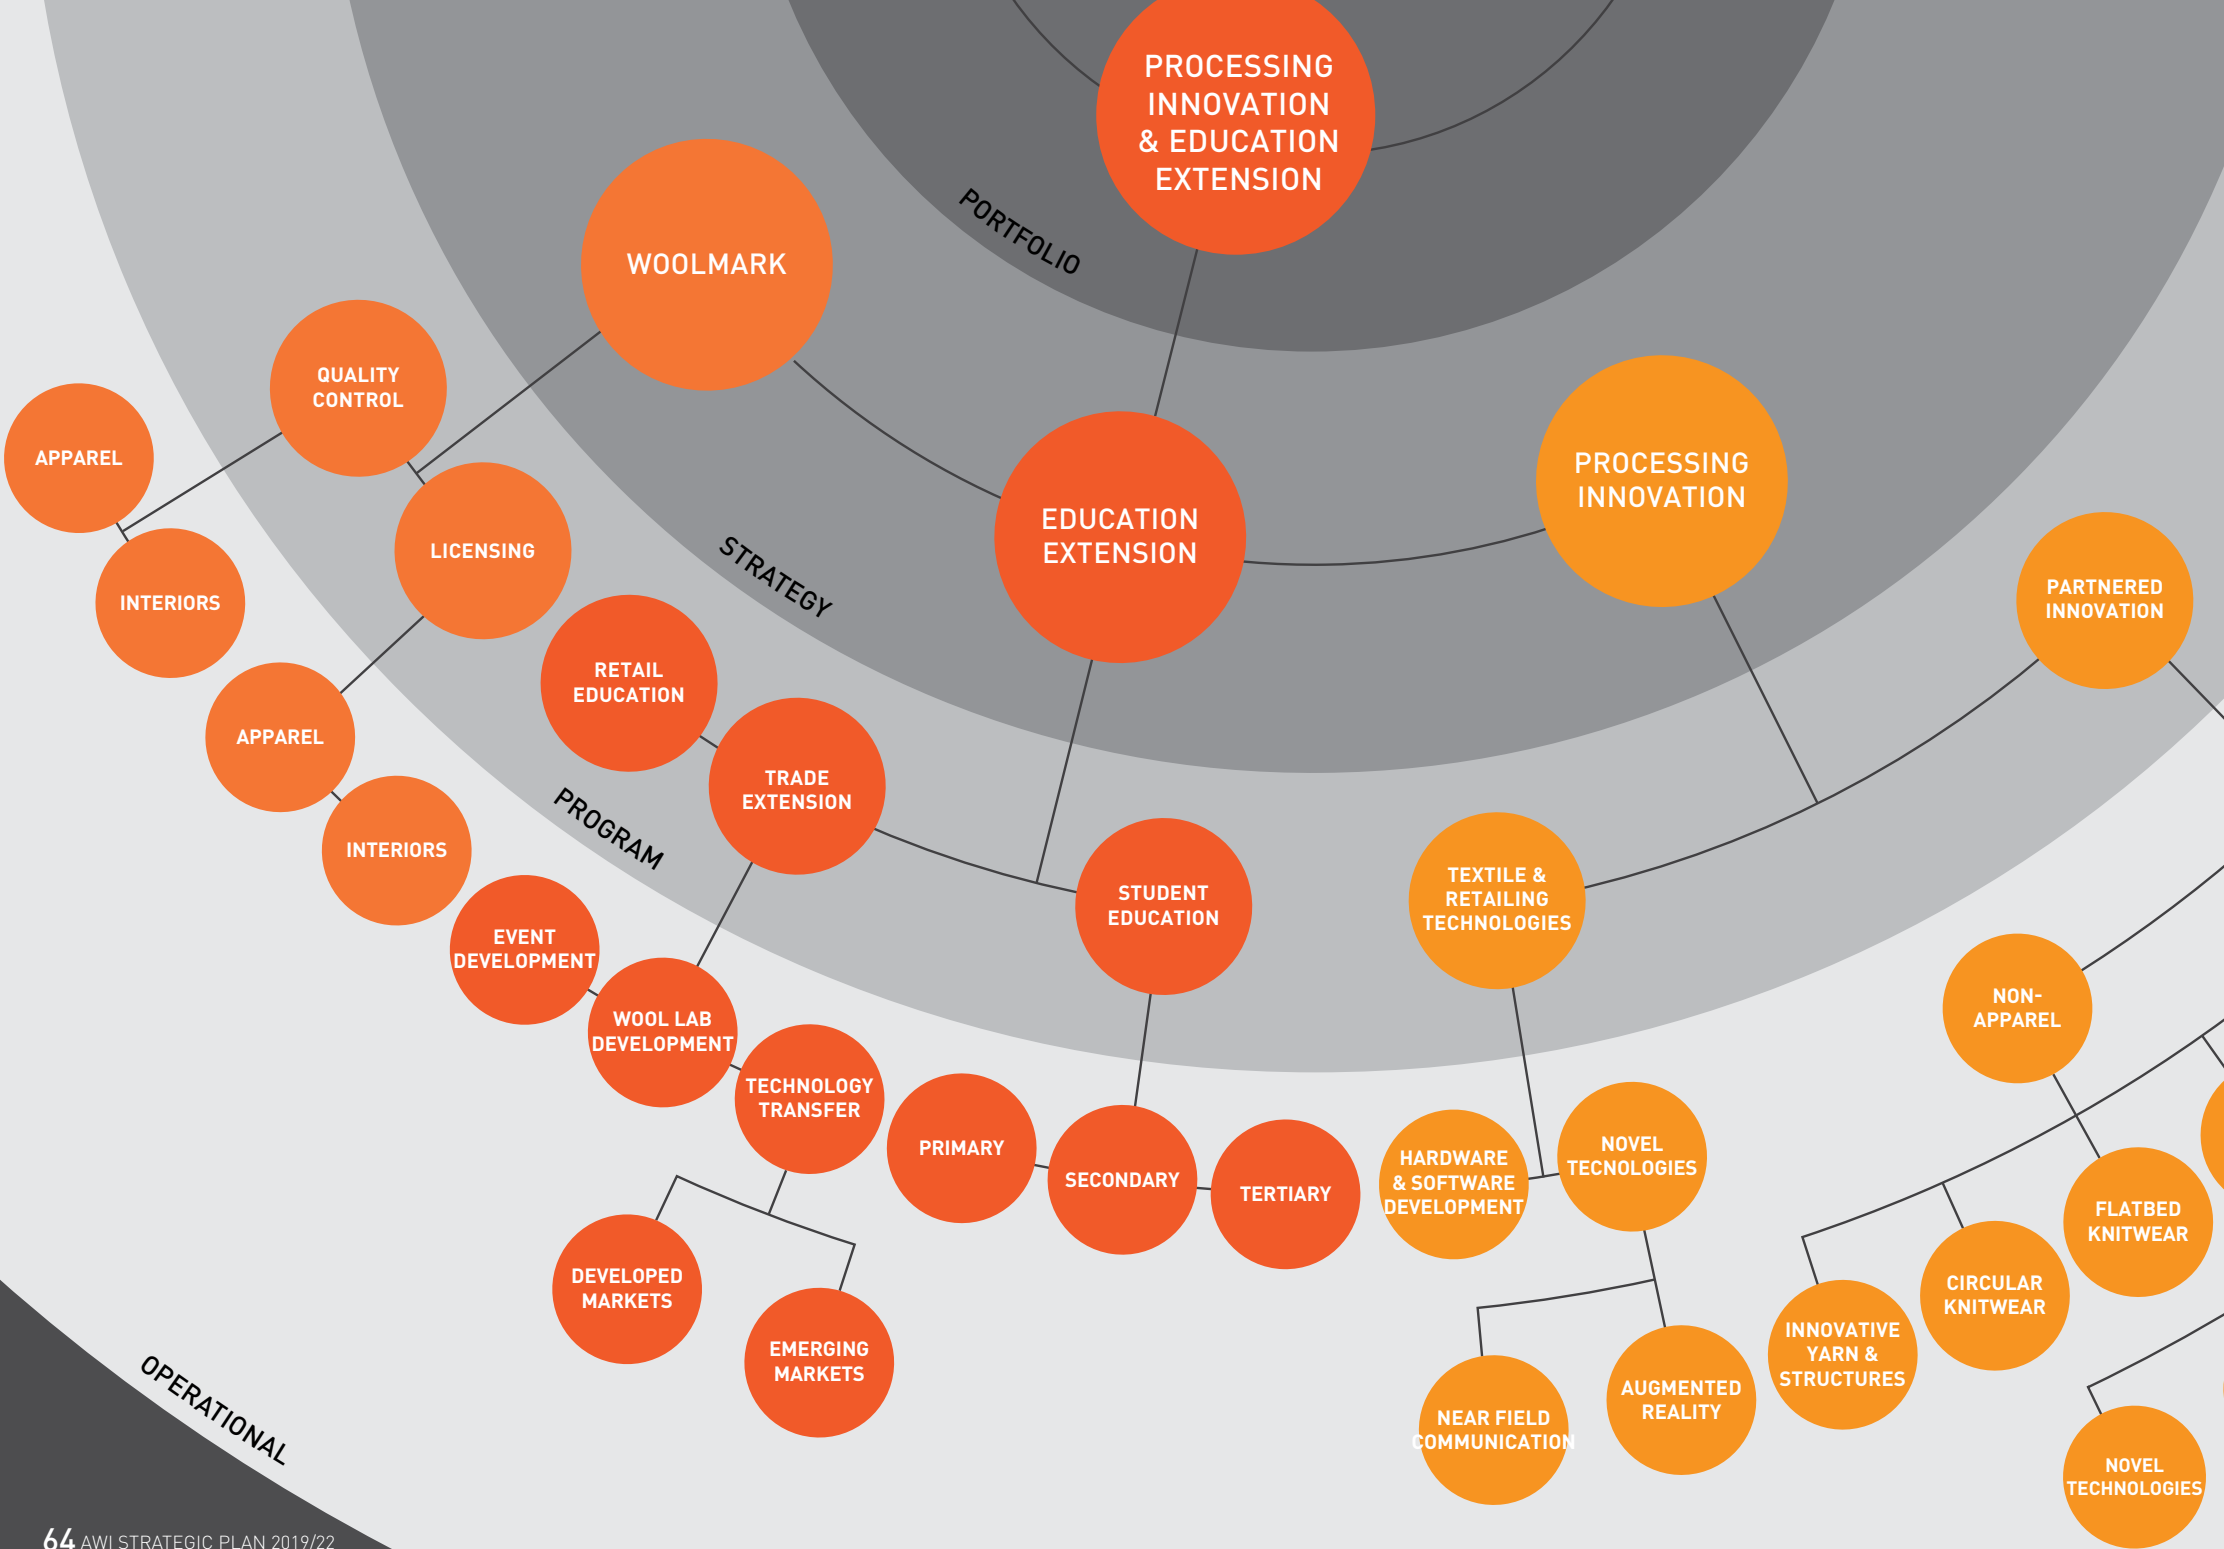 PROCESSING
INNOVATION
& EDUCATION
EXTENSION
PORTFOLIO
WOOLMARK
QUALITY
CONTROL
APPAREL
LICENSING
INTERIORS
APPAREL
INTERIORS
STRATEGY
EDUCATION
EXTENSION
PROCESSING
INNOVATION
PARTNERED
INNOVATION
RETAIL
EDUCATION
TRADE
EXTENSION
PROGRAM
STUDENT
EDUCATION
TEXTILE &
RETAILING
TECHNOLOGIES
EVENT
DEVELOPMENT
WOOL LAB
DEVELOPMENT
TECHNOLOGY
TRANSFER
PRIMARY
SECONDARY
TERTIARY
HARDWARE
& SOFTWARE
DEVELOPMENT
NOVEL
TECNOLOGIES
NON-
APPAREL
FLATBED
KNITWEAR
CIRCULAR
KNITWEAR
INNOVATIVE
YARN &
STRUCTURES
DEVELOPED
MARKETS
EMERGING
MARKETS
NEAR FIELD
COMMUNICATION
AUGMENTED
REALITY
NOVEL
TECHNOLOGIES
OPERATIONAL
64 AWI STRATEGIC PLAN 2019/22